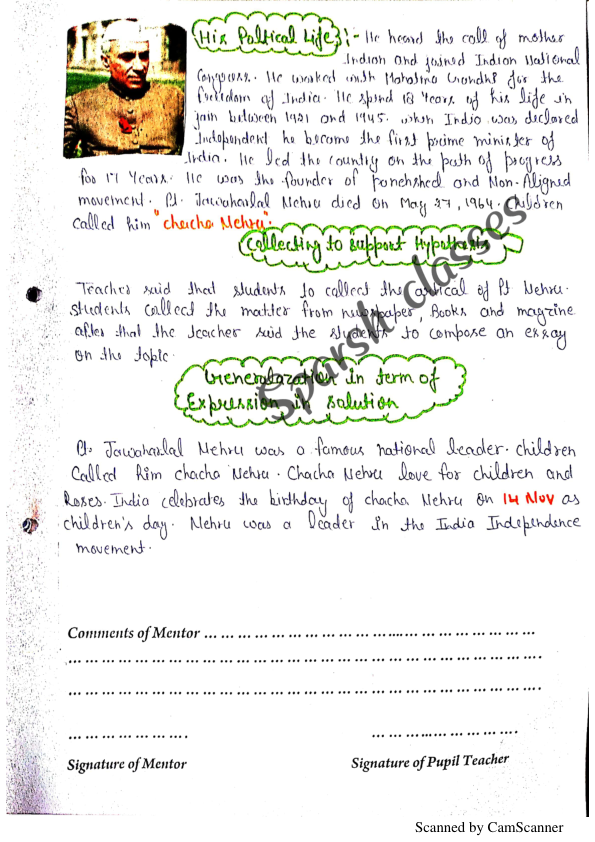 His Poltical Life :- He heard the call of mother
Indian and joined Indian National
Congress. He worked with Mahatma Gandhi for the
freedom of India. He spend 18 Years of his life in
jain between 1921 and 1945. when India was declared
Independent he became the first prime minister of
India. He led the country on the path of progress
for 17 Years. He was the founder of panchshed and Non-Aligned
movement. Pt. Jawaharlal Nehru died on May 27, 1964. Children
called him "chacha Nehru".
Collecting to Support Hypothesis
Teacher said that students to collect the artical of Pt Nehru.
students collect the matter from newspaper, Books and magzine
after that the teacher said the students to compose an essay
on the topic.
Sparsh classes
Generalazation in term of
Expression in Salution
Pt. Jawaharlal Nehru was a famous national leader. children
Called him chacha Nehru. Chacha Nehru love for children and
Roses. India celebrates the birthday of chacha Nehru on 14 Nov as
children's day. Nehru was a leader in the India Independence
movement.
Comments of Mentor ... ... ... ... ... ... ... ... ... ... ... ... ....... ... ... ... ... ... ... ... ...
... ... ... ... ... ... ... ... ... ... ... ... ... ... ... ... ... ... ... ... ... ... ... ... ... ... ... ... ... .
... ... ... ... ... ... ... ... ... ... ... ... ... ... ... ... ... ... ... ... ... ... ... ... ... ... ... ... ... .
... ... ... ... ... ... ... . ... ... ...... ... ... ... ... .
Signature of Mentor Signature of Pupil Teacher
Scanned by CamScanner